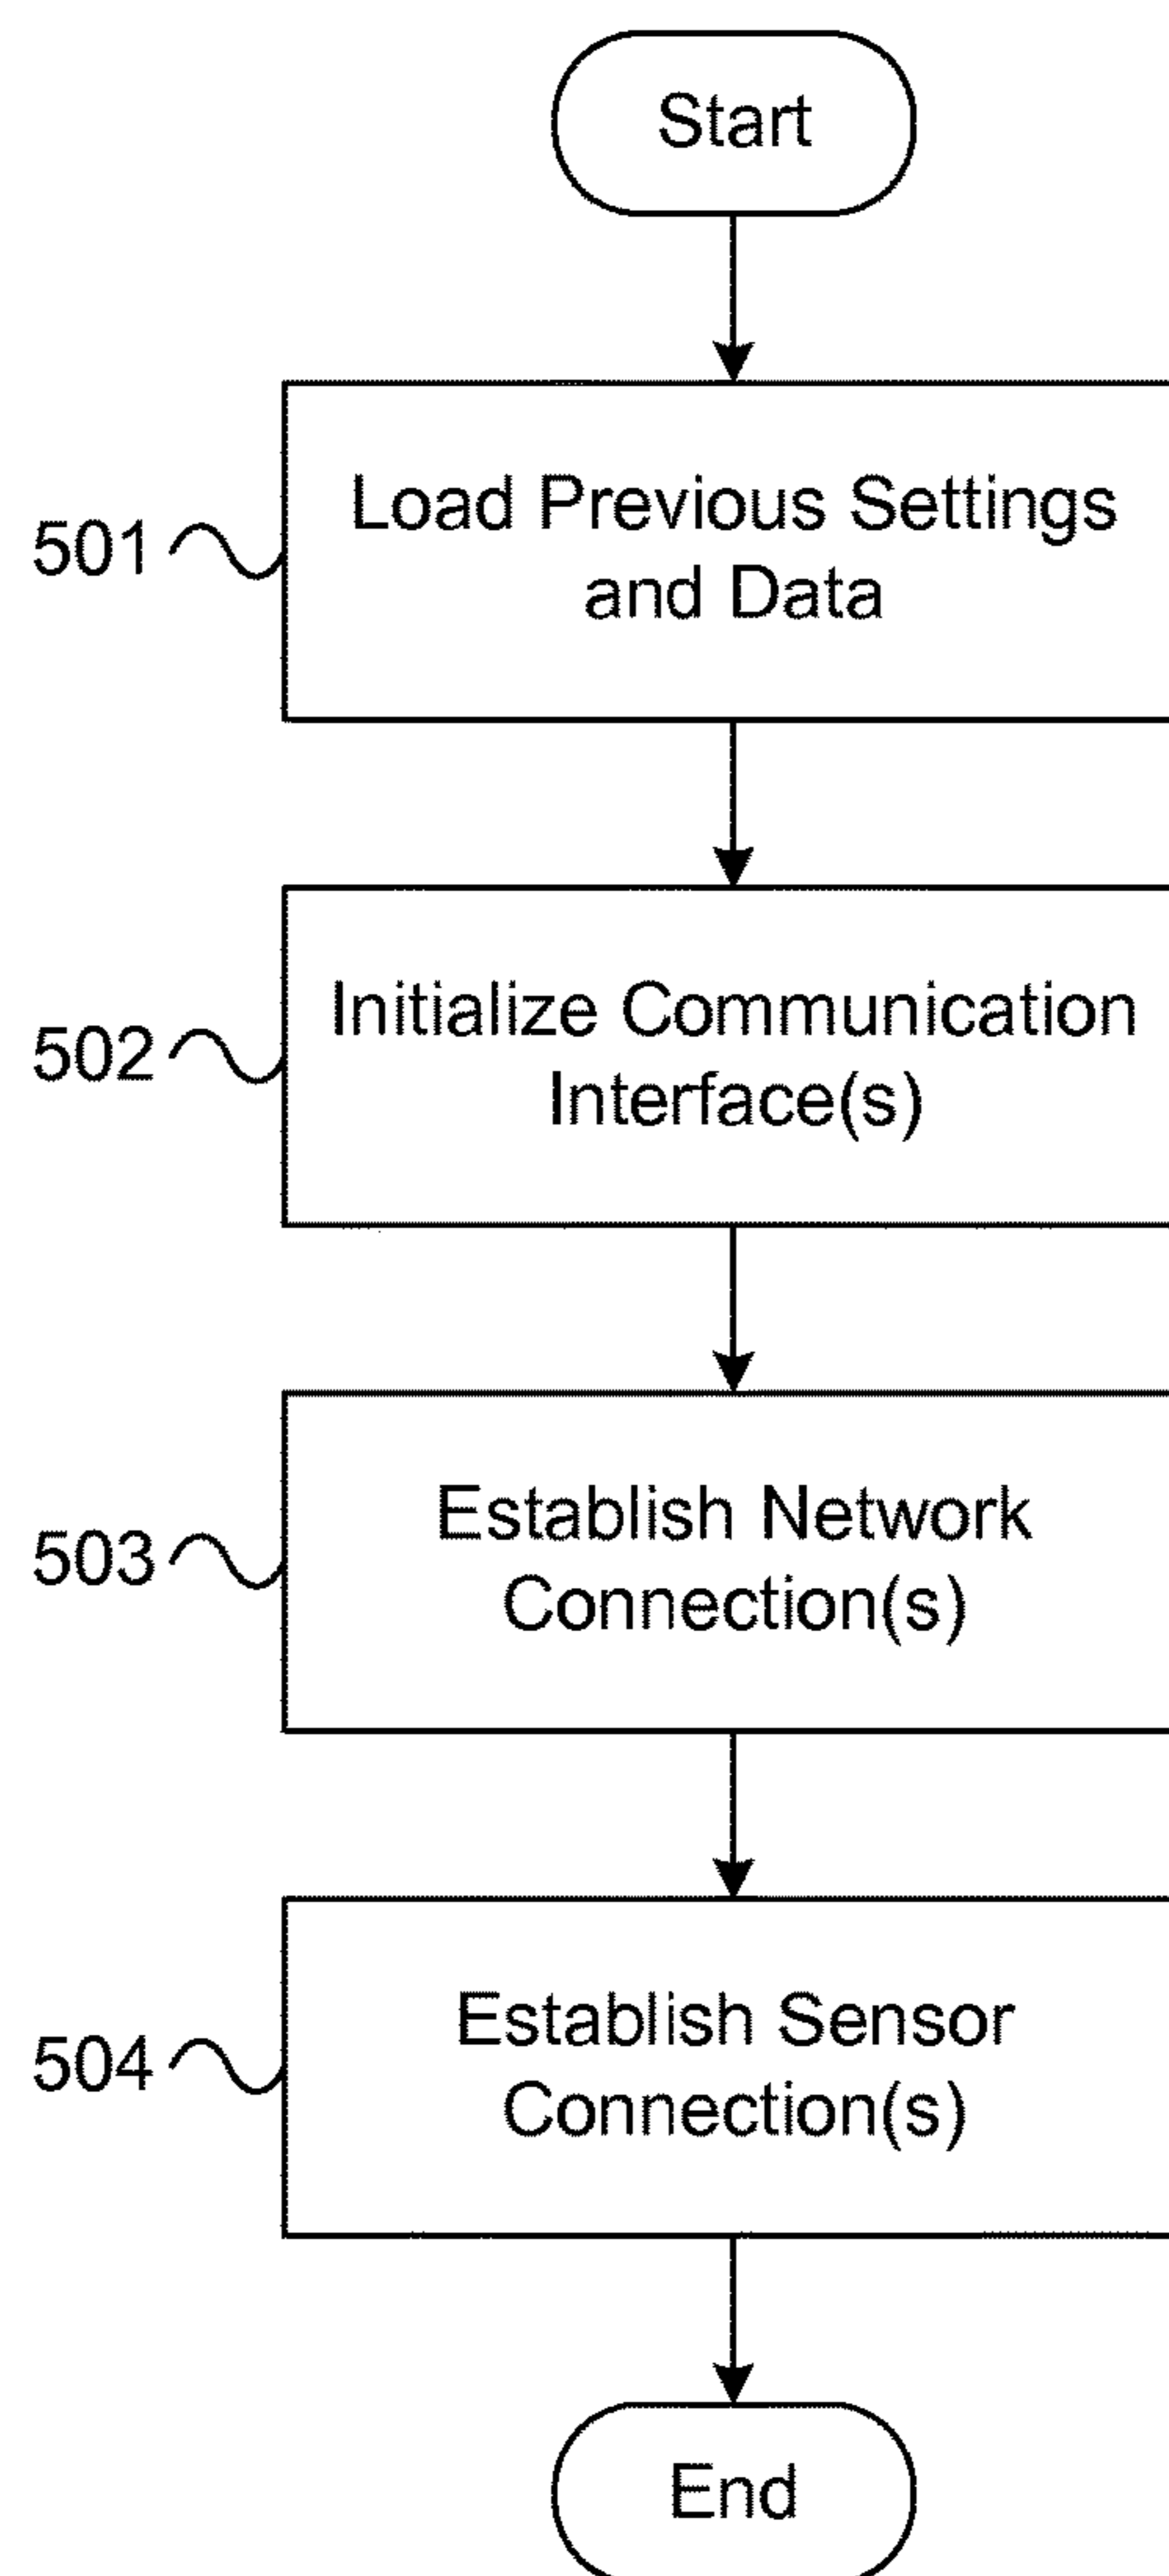 Start
Load Previous Settings
and Data
501
Initialize Communication
Interface(s)
502
Establish Network
Connection(s)
503
Establish Sensor
Connection(s)
504
End